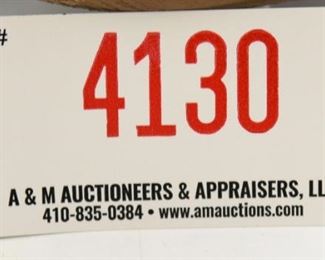 #
4130
A & M AUCTIONEERS & APPRAISERS, LL
410-835-0384 • www.amauctions.com